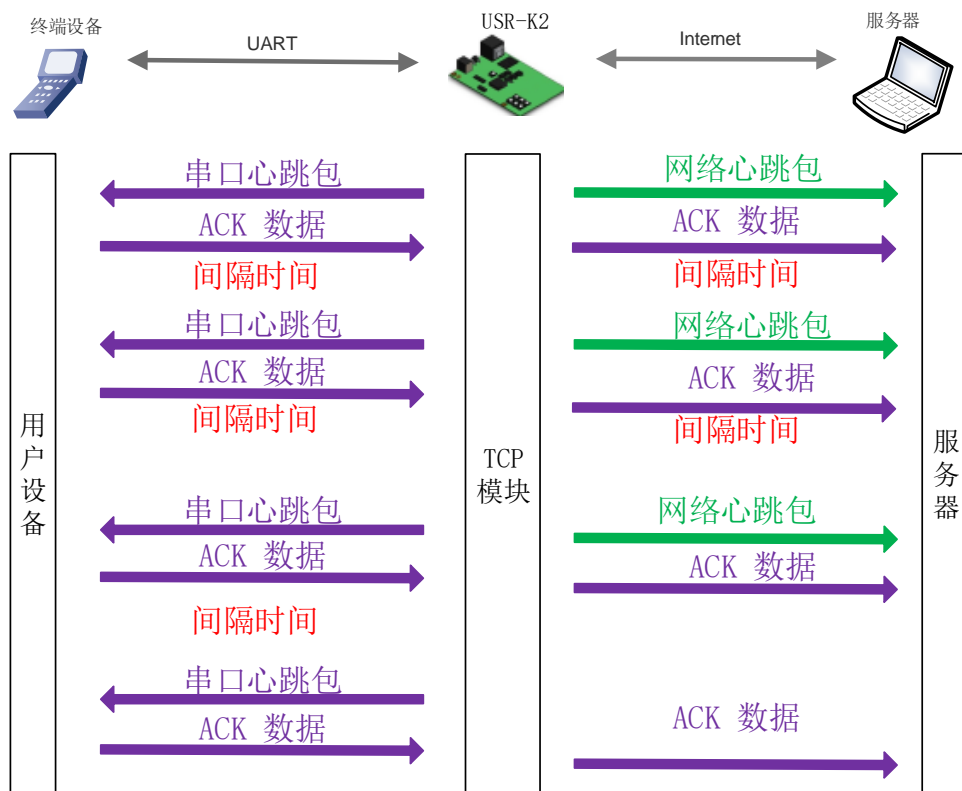 终端设备
UART
USR-K2
Internet
服务器
串口心跳包
网络心跳包
ACK 数据
ACK 数据
间隔时间
间隔时间
串口心跳包
网络心跳包
ACK 数据
ACK 数据
间隔时间
间隔时间
用户设备
TCP
模块
服务器
串口心跳包
网络心跳包
ACK 数据
ACK 数据
间隔时间
串口心跳包
ACK 数据
ACK 数据